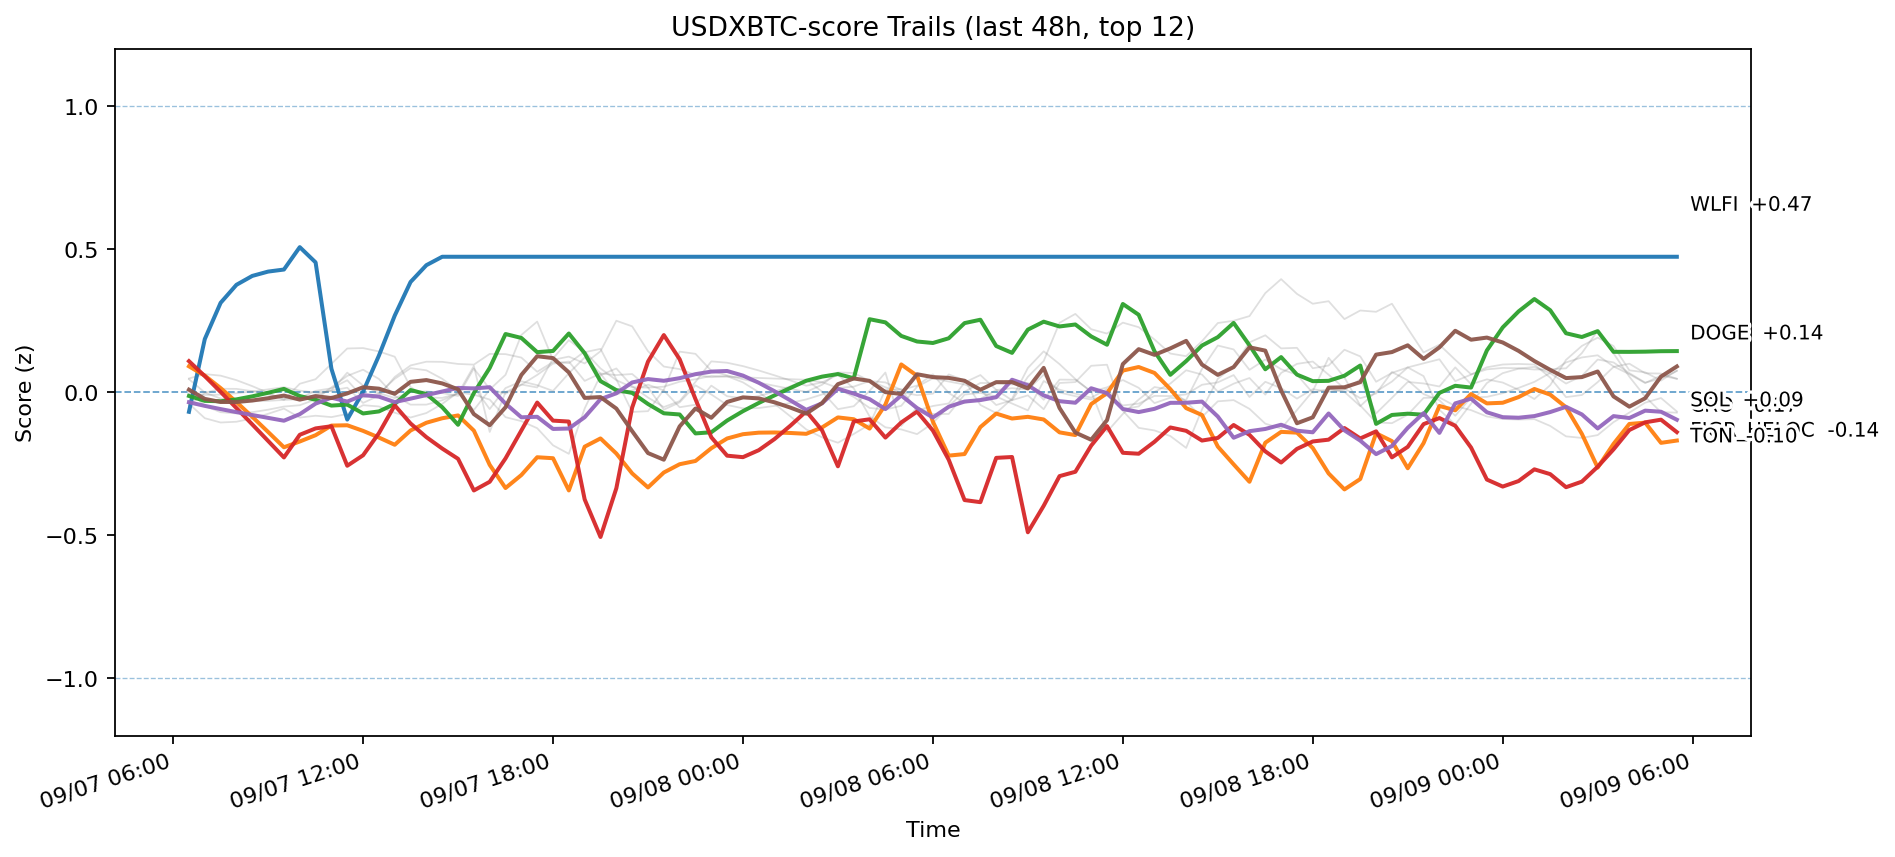 USDXBTC-score Trails (last 48h, top 12)
1.0
0.5
0.0
−0.5
−1.0
Score (z)
WLFI +0.47
DOGE +0.14
SOL +0.09
-0.14
TON -0.10
09/07 06:00
09/07 12:00
09/07 18:00
09/08 00:00
09/08 06:00
09/08 12:00
09/08 18:00
09/09 00:00
09/09 06:00
Time